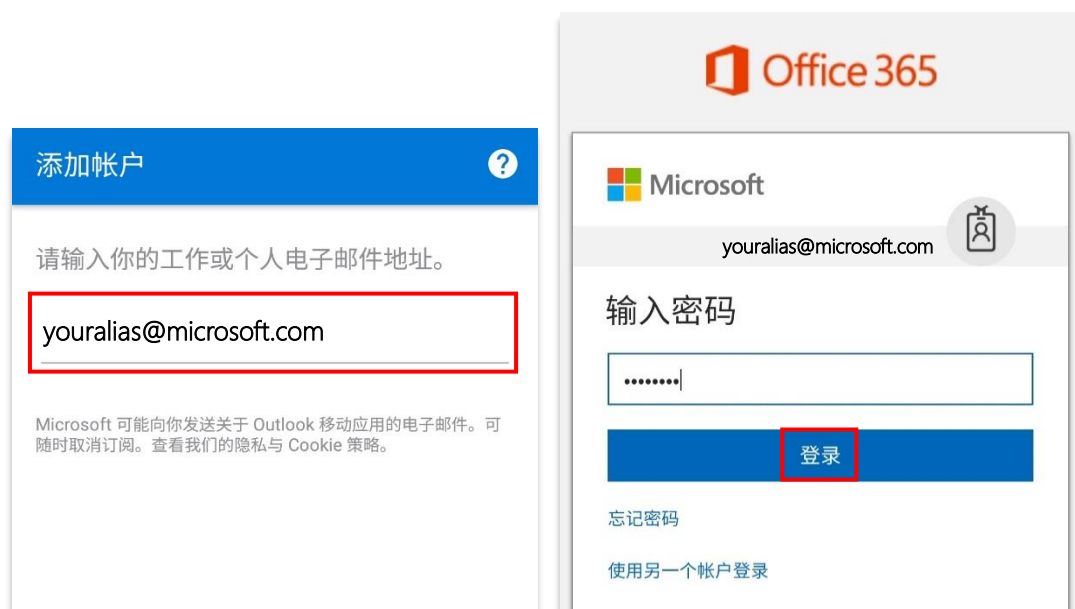 添加帐户
?
请输入你的工作或个人电子邮件地址。
youralias@microsoft.com
Microsoft 可能向你发送关于 Outlook 移动应用的电子邮件。可
随时取消订阅。查看我们的隐私与 Cookie 策略。
Office 365
Microsoft
youralias@microsoft.com
输入密码
••••••••
登录
忘记密码
使用另一个帐户登录